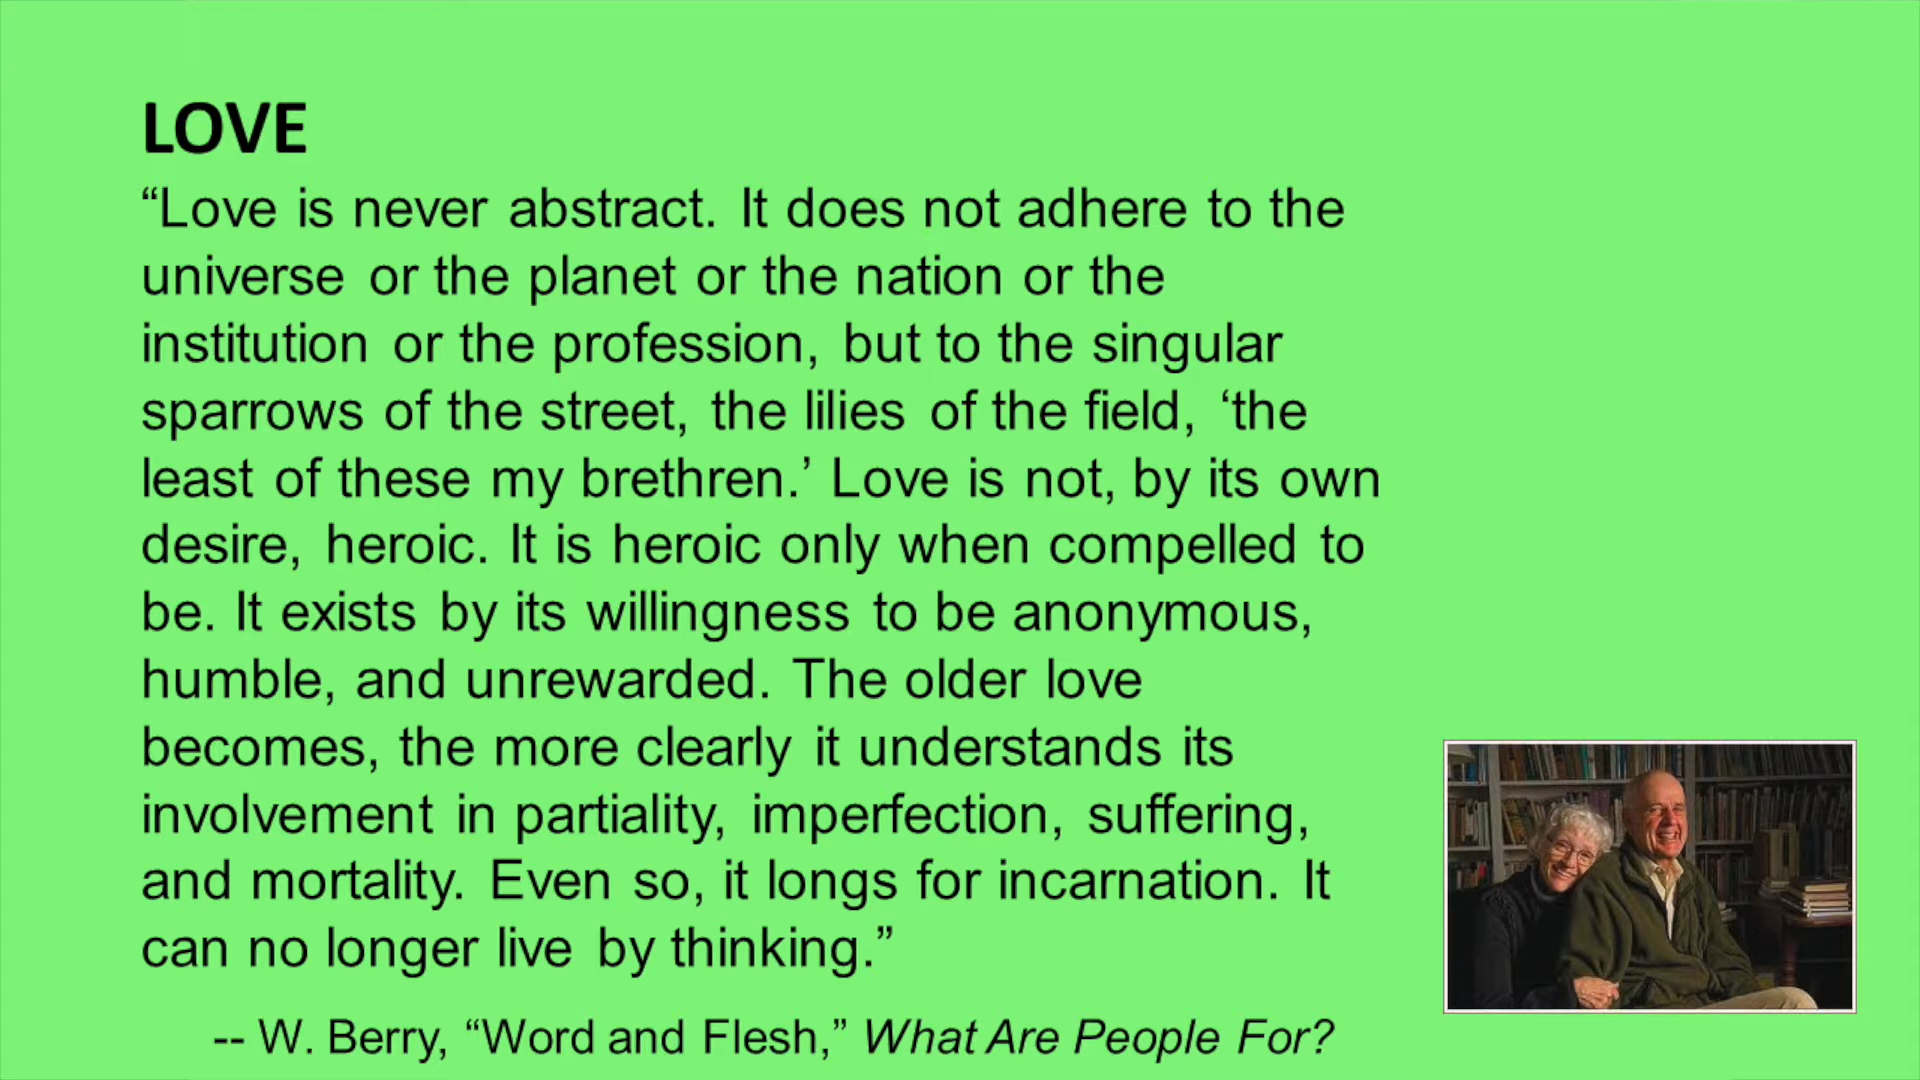 LOVE
“Love is never abstract. It does not adhere to the
universe or the planet or the nation or the
institution or the profession, but to the singular
sparrows of the street, the lilies of the field, ‘the
least of these my brethren.’ Love is not, by its own
desire, heroic. It is heroic only when compelled to
be. It exists by its willingness to be anonymous,
humble, and unrewarded. The older love
becomes, the more clearly it understands its
involvement in partiality, imperfection, suffering,
and mortality. Even so, it longs for incarnation. It
can no longer live by thinking.”
-- W. Berry, “Word and Flesh,” What Are People For?